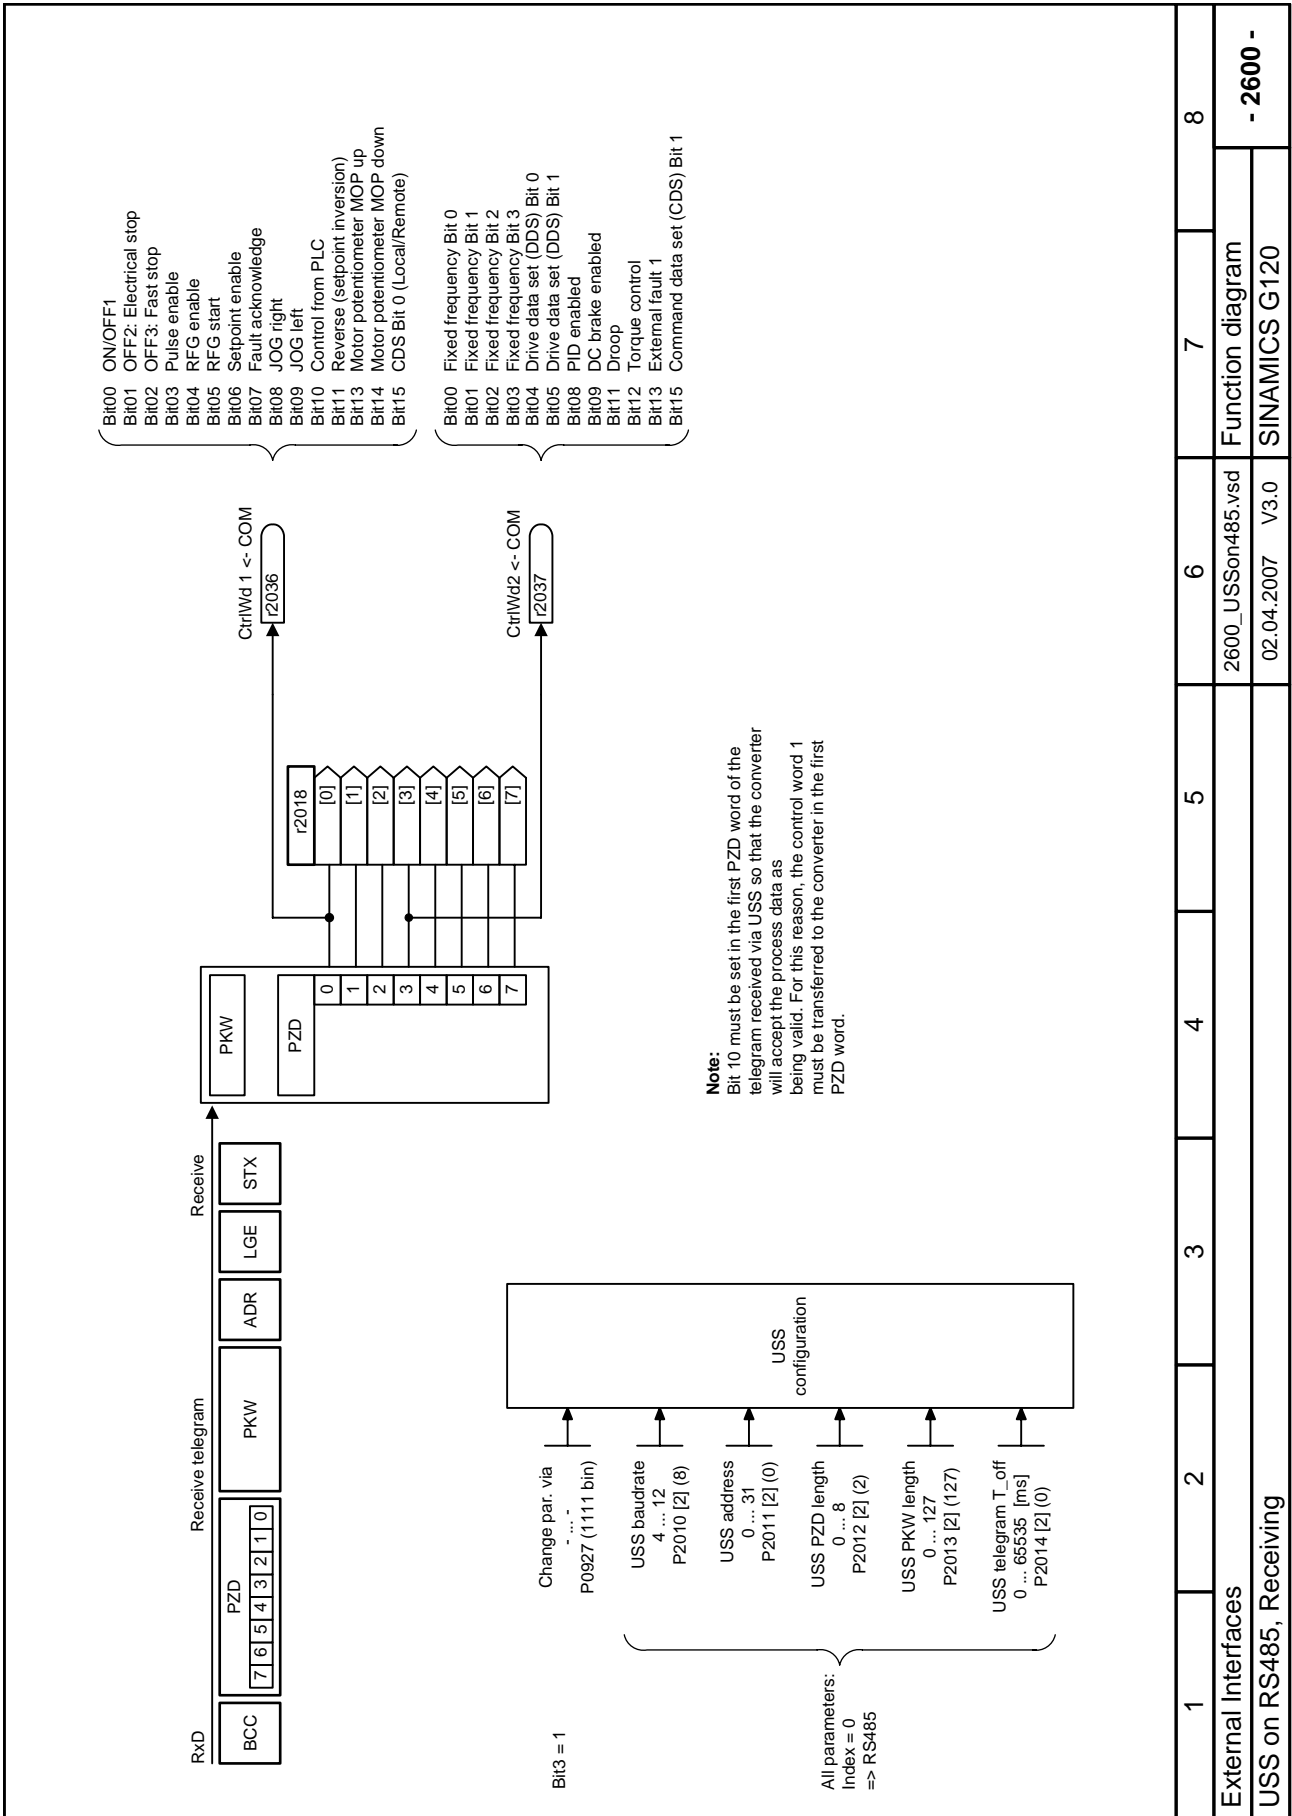 RxD
Receive telegram
Receive
BCC
PZD
7 6 5 4 3 2 1 0
PKW
ADR
LGE
STX
PKW
PZD
0
1
2
3
4
5
6
7
r2018
[0]
[1]
[2]
[3]
[4]
[5]
[6]
[7]
CtrlWd 1 <- COM
r2036
CtrlWd2 <- COM
r2037
Bit00 ON/OFF1
Bit01 OFF2: Electrical stop
Bit02 OFF3: Fast stop
Bit03 Pulse enable
Bit04 RFG enable
Bit05 RFG start
Bit06 Setpoint enable
Bit07 Fault acknowledge
Bit08 JOG right
Bit09 JOG left
Bit10 Control from PLC
Bit11 Reverse (setpoint inversion)
Bit13 Motor potentiometer MOP up
Bit14 Motor potentiometer MOP down
Bit15 CDS Bit 0 (Local/Remote)
Bit00 Fixed frequency Bit 0
Bit01 Fixed frequency Bit 1
Bit02 Fixed frequency Bit 2
Bit03 Fixed frequency Bit 3
Bit04 Drive data set (DDS) Bit 0
Bit05 Drive data set (DDS) Bit 1
Bit08 PID enabled
Bit09 DC brake enabled
Bit11 Droop
Bit12 Torque control
Bit13 External fault 1
Bit15 Command data set (CDS) Bit 1
Bit3 = 1
Change par. via
- ... -
P0927 (1111 bin)
USS baudrate
4 ... 12
P2010 [2] (8)
USS address
0 ... 31
P2011 [2] (0)
USS PZD length
0 ... 8
P2012 [2] (2)
USS PKW length
0 ... 127
P2013 [2] (127)
USS telegram T_off
0 ... 65535 [ms]
P2014 [2] (0)
All parameters:
Index = 0
=> RS485
USS
configuration
Note:
Bit 10 must be set in the first PZD word of the
telegram received via USS so that the converter
will accept the process data as
being valid. For this reason, the control word 1
must be transferred to the converter in the first
PZD word.
1 2 3 4 5 6 7 8
External Interfaces
2600_USSon485.vsd
Function diagram
- 2600 -
USS on RS485, Receiving
02.04.2007 V3.0
SINAMICS G120